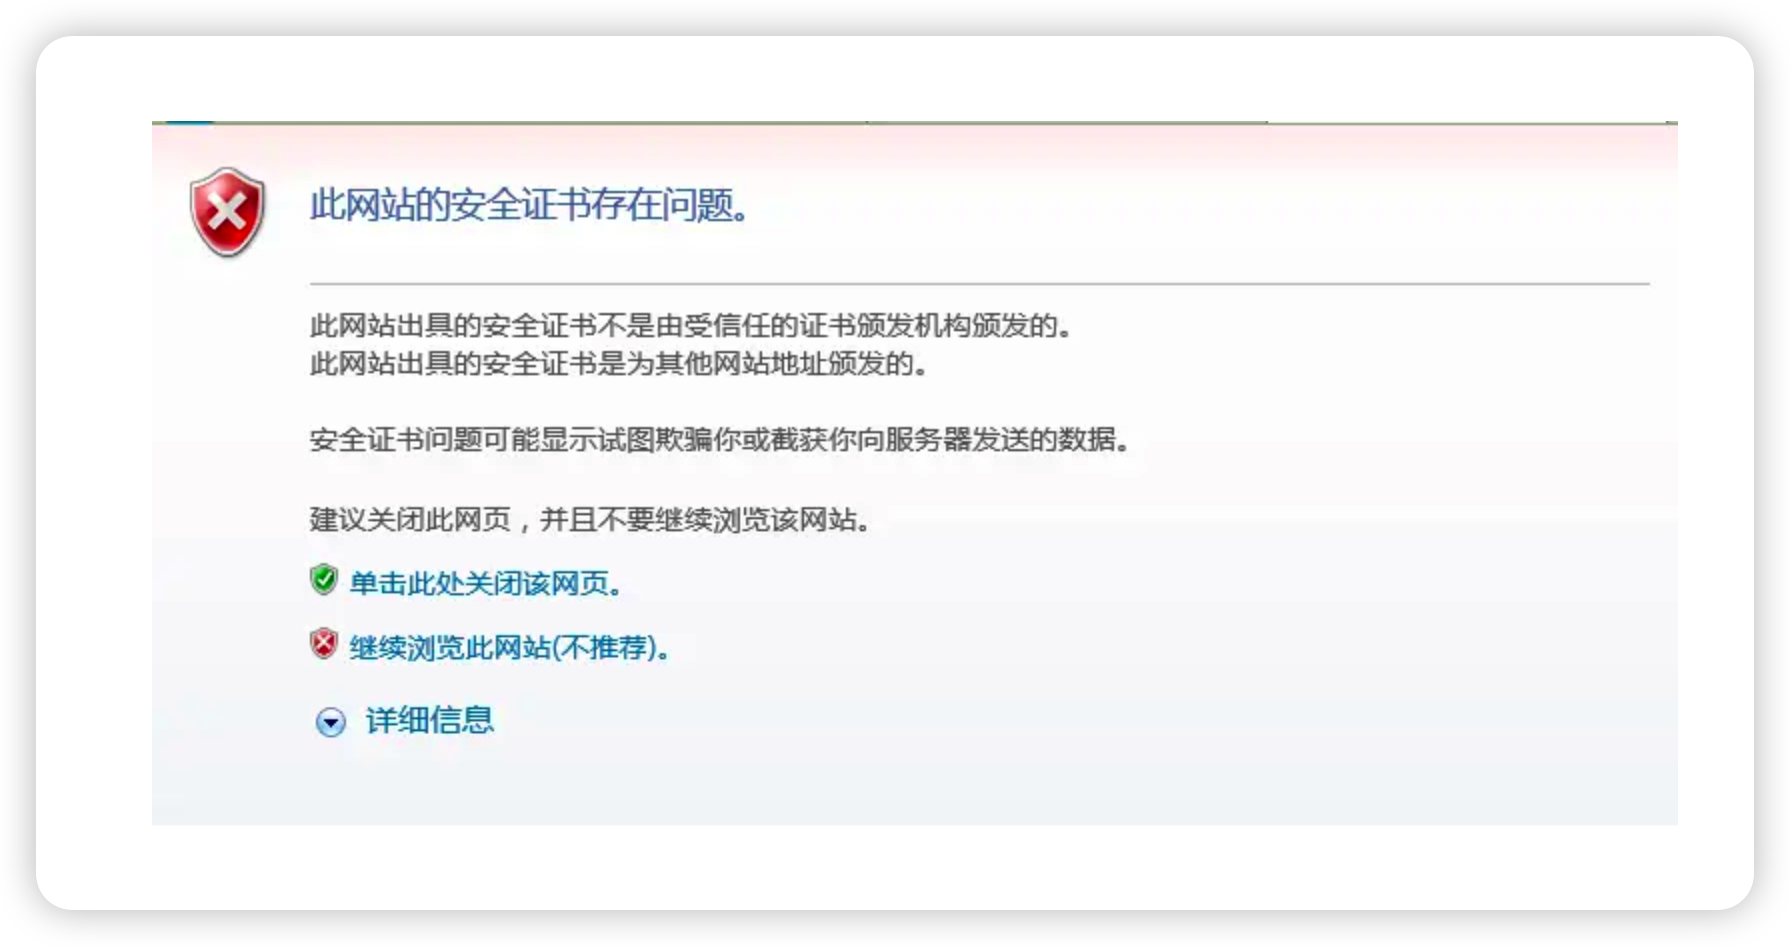 此网站的安全证书存在问题。
此网站出具的安全证书不是由受信任的证书颁发机构颁发的。
此网站出具的安全证书是为其他网站地址颁发的。
安全证书问题可能显示试图欺骗你或截获你向服务器发送的数据。
建议关闭此网页，并且不要继续浏览该网站。
单击此处关闭该网页。
继续浏览此网站(不推荐)。
详细信息